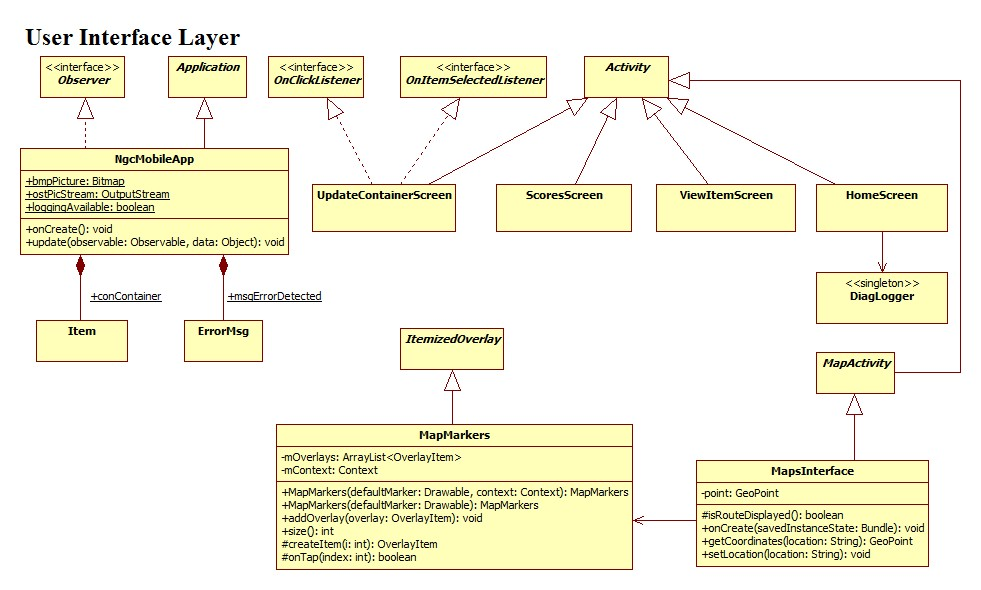 User Interface Layer
<<interface>>
Observer
Application
<<interface>>
OnClickListener
<<interface>>
OnItemSelectedListener
Activity
NgcMobileApp
+bmpPicture: Bitmap
+ostPicStream: OutputStream
+loggingAvailable: boolean
+onCreate(): void
+update(observable: Observable, data: Object): void
UpdateContainerScreen
ScoresScreen
ViewItemScreen
HomeScreen
+conContainer
+msgErrorDetected
<<singleton>>
DiagLogger
Item
ErrorMsg
ItemizedOverlay
MapActivity
MapMarkers
-mOverlays: ArrayList<OverlayItem>
-mContext: Context
+MapMarkers(defaultMarker: Drawable, context: Context): MapMarkers
+MapMarkers(defaultMarker: Drawable): MapMarkers
+addOverlay(overlay: OverlayItem): void
+size(): int
#createItem(i: int): OverlayItem
#onTap(index: int): boolean
MapsInterface
-point: GeoPoint
#isRouteDisplayed(): boolean
+onCreate(savedInstanceState: Bundle): void
+getCoordinates(location: String): GeoPoint
+setLocation(location: String): void